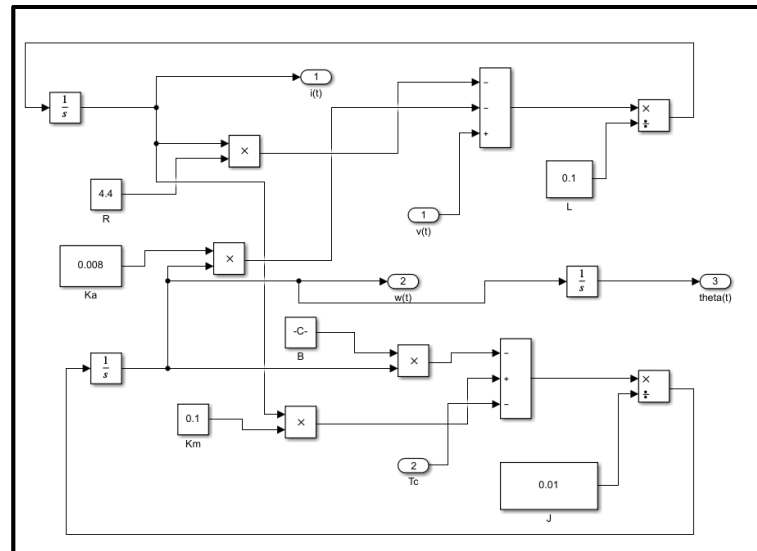 1
s
1
i(t)
×
−
−
+
×
÷
4.4
R
0.1
L
1
v(t)
0.008
Ka
×
2
w(t)
1
s
3
theta(t)
-C-
B
1
s
×
−
+
−
×
÷
0.1
Km
×
2
Tc
0.01
J